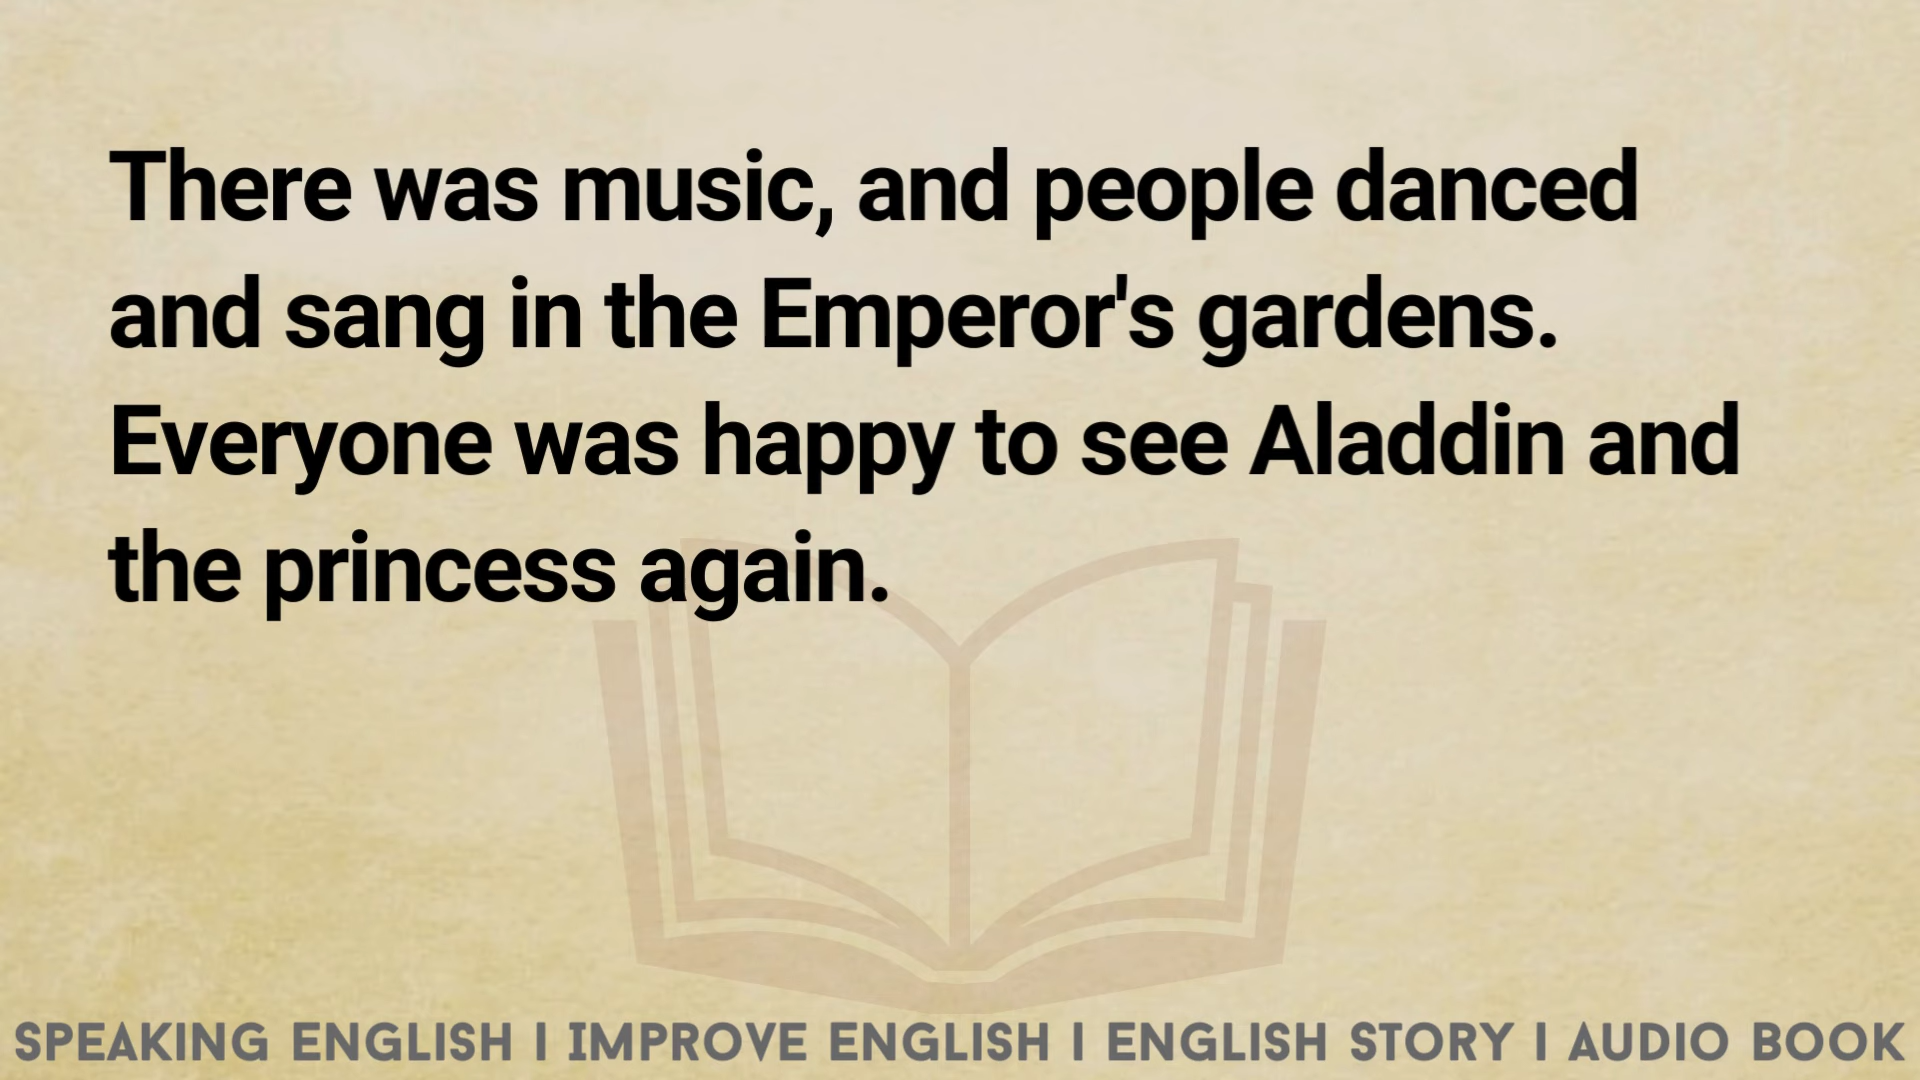 There was music, and people danced
and sang in the Emperor's gardens.
Everyone was happy to see Aladdin and
the princess again.
SPEAKING ENGLISH I IMPROVE ENGLISH I ENGLISH STORY I AUDIO BOOK